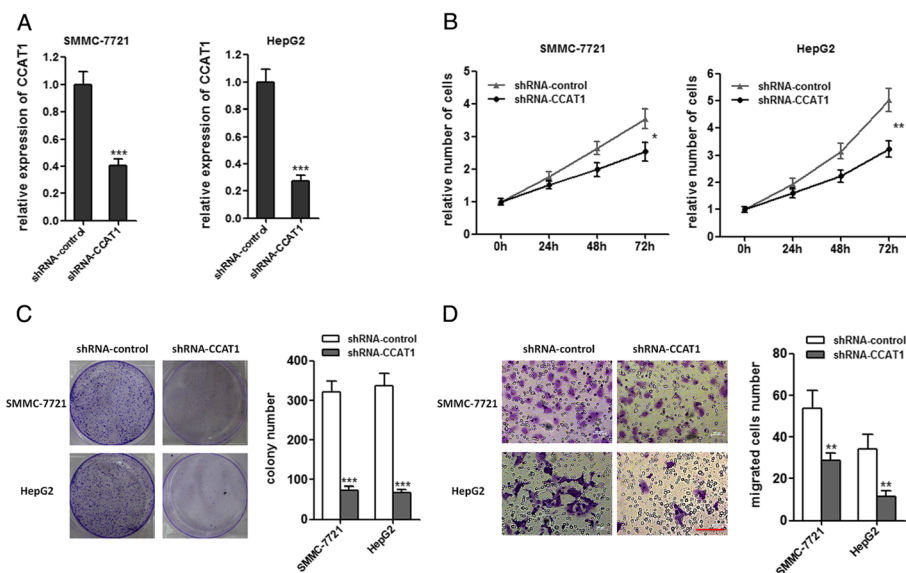 A
SMMC-7721
HepG2
relative expression of CCAT1
1.2
1.0
0.8
0.6
0.4
0.2
0.0
***
shRNA-control
shRNA-CCAT1
relative expression of CCAT1
1.2
1.0
0.8
0.6
0.4
0.2
0.0
***
shRNA-control
shRNA-CCAT1
B
SMMC-7721
HepG2
relative number of cells
5
4
3
2
1
0
shRNA-control
shRNA-CCAT1
*
0h 24h 48h 72h
relative number of cells
6
5
4
3
2
1
0
shRNA-control
shRNA-CCAT1
**
0h 24h 48h 72h
C
shRNA-control shRNA-CCAT1
SMMC-7721
HepG2
shRNA-control
shRNA-CCAT1
colony number
400
300
200
100
0
***
***
SMMC-7721
HepG2
D
shRNA-control shRNA-CCAT1
SMMC-7721
HepG2
shRNA-control
shRNA-CCAT1
migrated cells number
80
60
40
20
0
**
**
SMMC-7721
HepG2